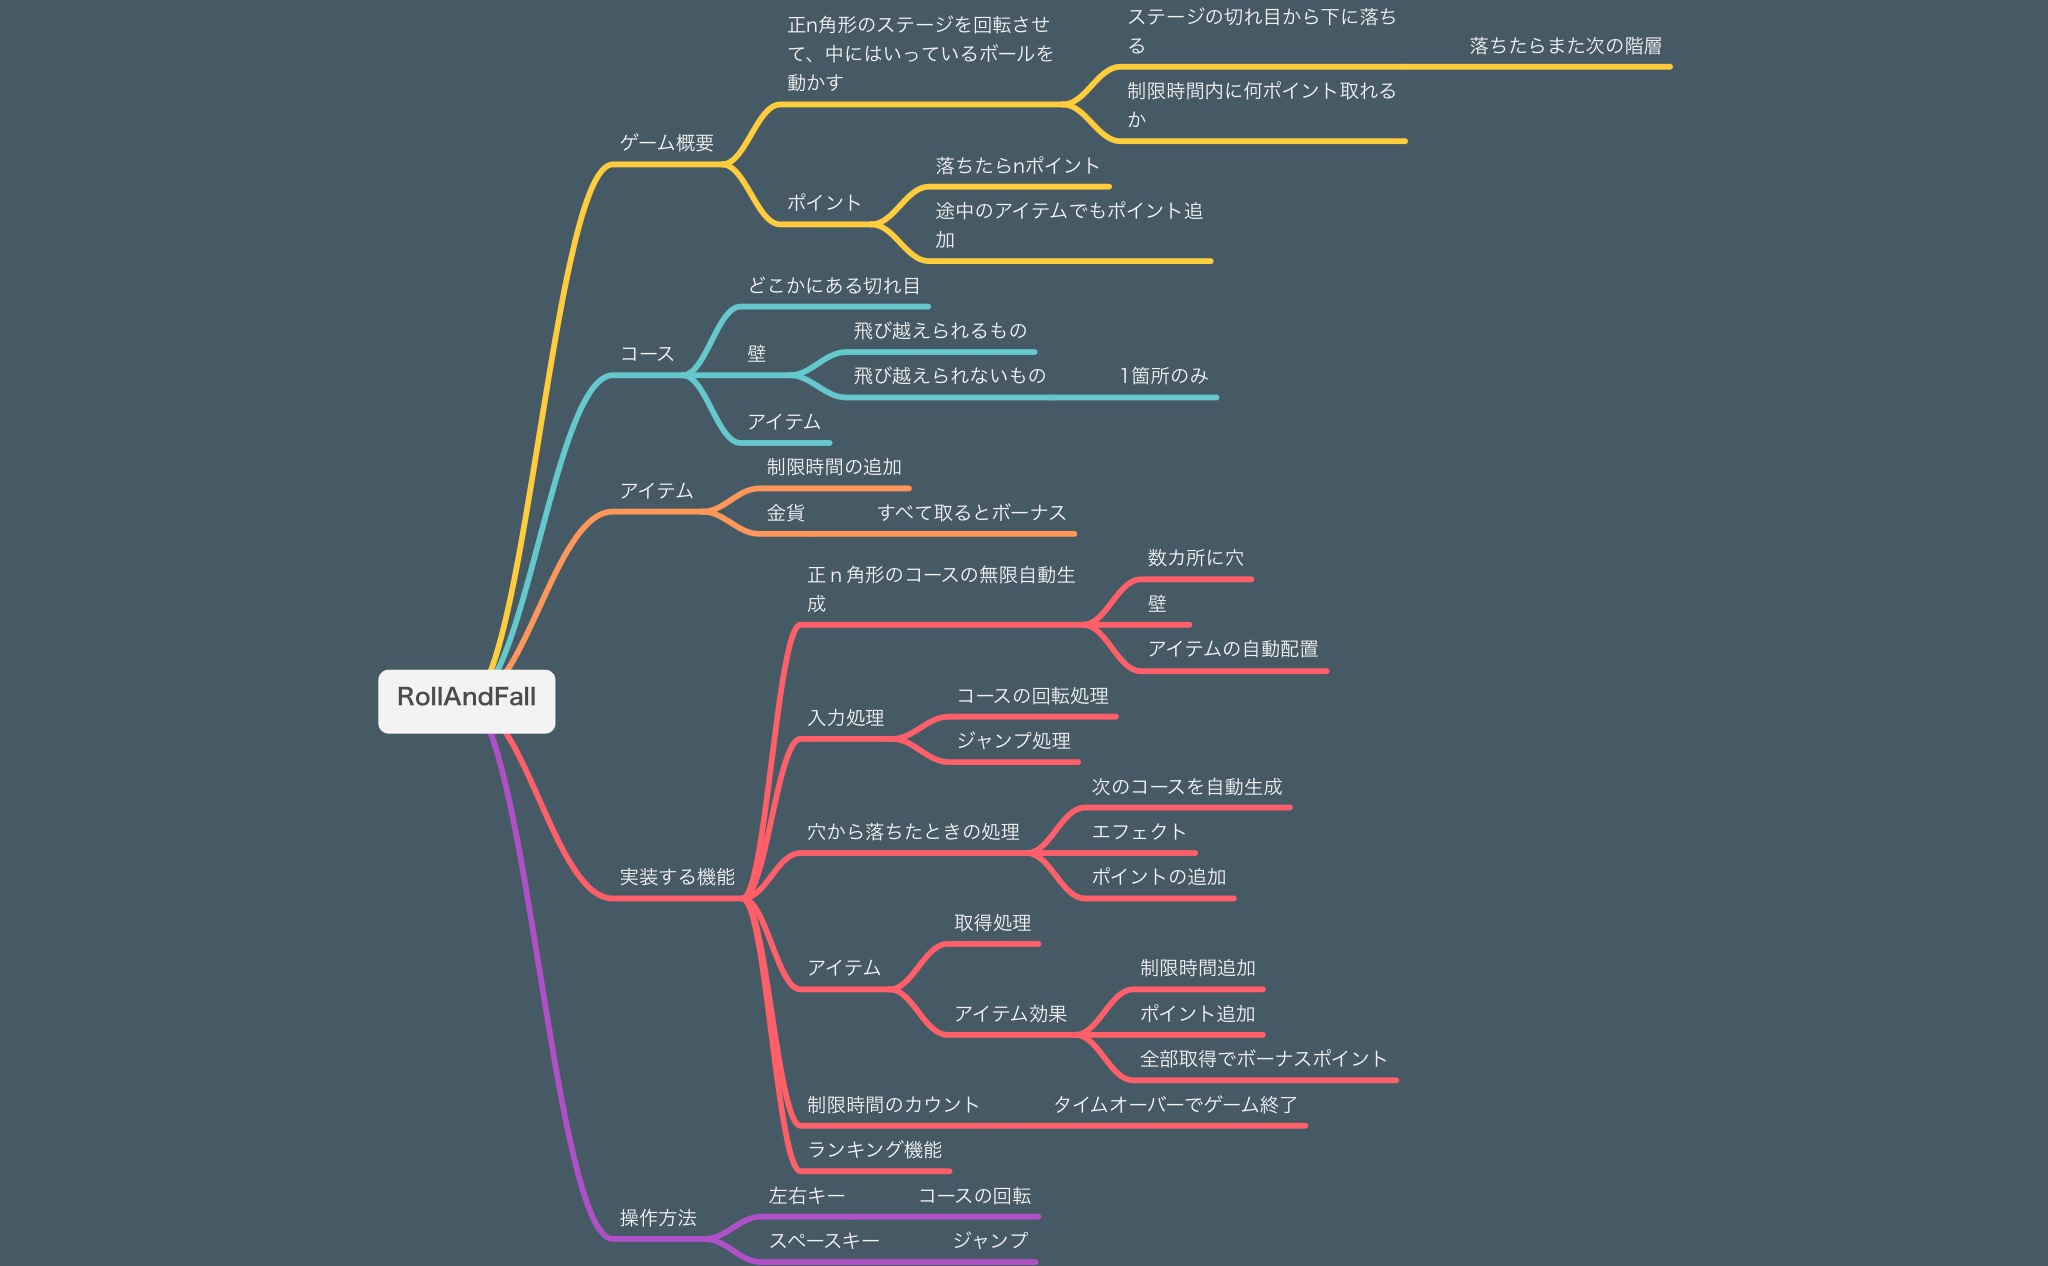 正n角形のステージを回転させ
て、中にはいっているボールを
動かす
ステージの切れ目から下に落ち
る
落ちたらまた次の階層
制限時間内に何ポイント取れる
か
ゲーム概要
落ちたらnポイント
ポイント
途中のアイテムでもポイント追
加
どこかにある切れ目
飛び越えられるもの
コース
壁
飛び越えられないもの
1箇所のみ
アイテム
制限時間の追加
アイテム
金貨
すべて取るとボーナス
数カ所に穴
正ｎ角形のコースの無限自動生
成
壁
アイテムの自動配置
RollAndFall
コースの回転処理
入力処理
ジャンプ処理
次のコースを自動生成
穴から落ちたときの処理
エフェクト
実装する機能
ポイントの追加
取得処理
アイテム
制限時間追加
アイテム効果
ポイント追加
全部取得でボーナスポイント
制限時間のカウント
タイムオーバーでゲーム終了
ランキング機能
左右キー
コースの回転
操作方法
スペースキー
ジャンプ